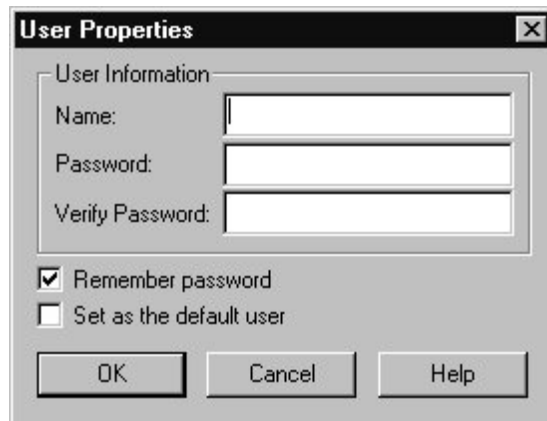 User Properties
User Information
Name:
Password:
Verify Password:
Remember password
Set as the default user
OK Cancel Help